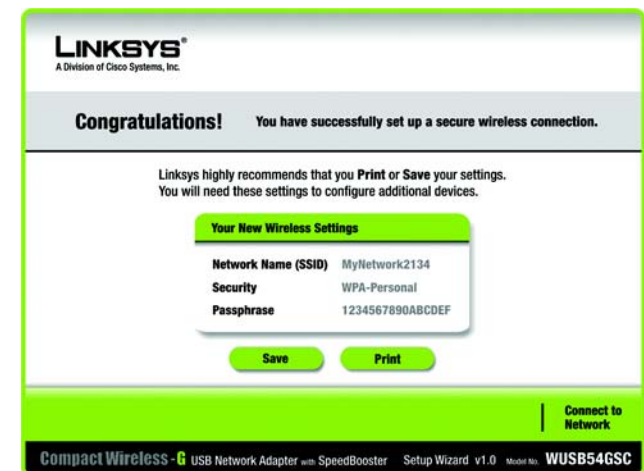 LINKSYS®
A Division of Cisco Systems, Inc.
Congratulations! You have successfully set up a secure wireless connection.
Linksys highly recommends that you Print or Save your settings.
You will need these settings to configure additional devices.
Your New Wireless Settings
Network Name (SSID) MyNetwork2134
Security WPA-Personal
Passphrase 1234567890ABCDEF
Save Print
Connect to
Network
Compact Wireless-G USB Network Adapter with SpeedBooster Setup Wizard v1.0 Model No. WUSB54GSC